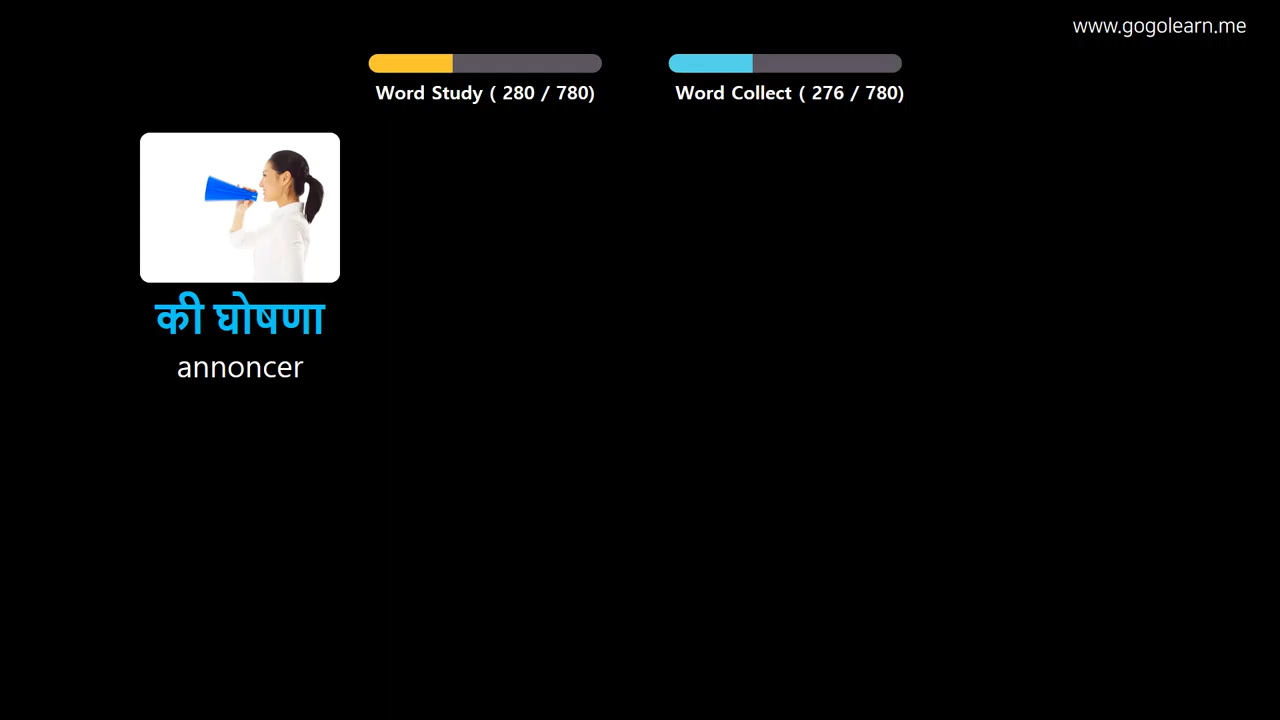 www.gogolearn.me
Word Study ( 280 / 780)
Word Collect ( 276 / 780)
की घोषणा
annoncer